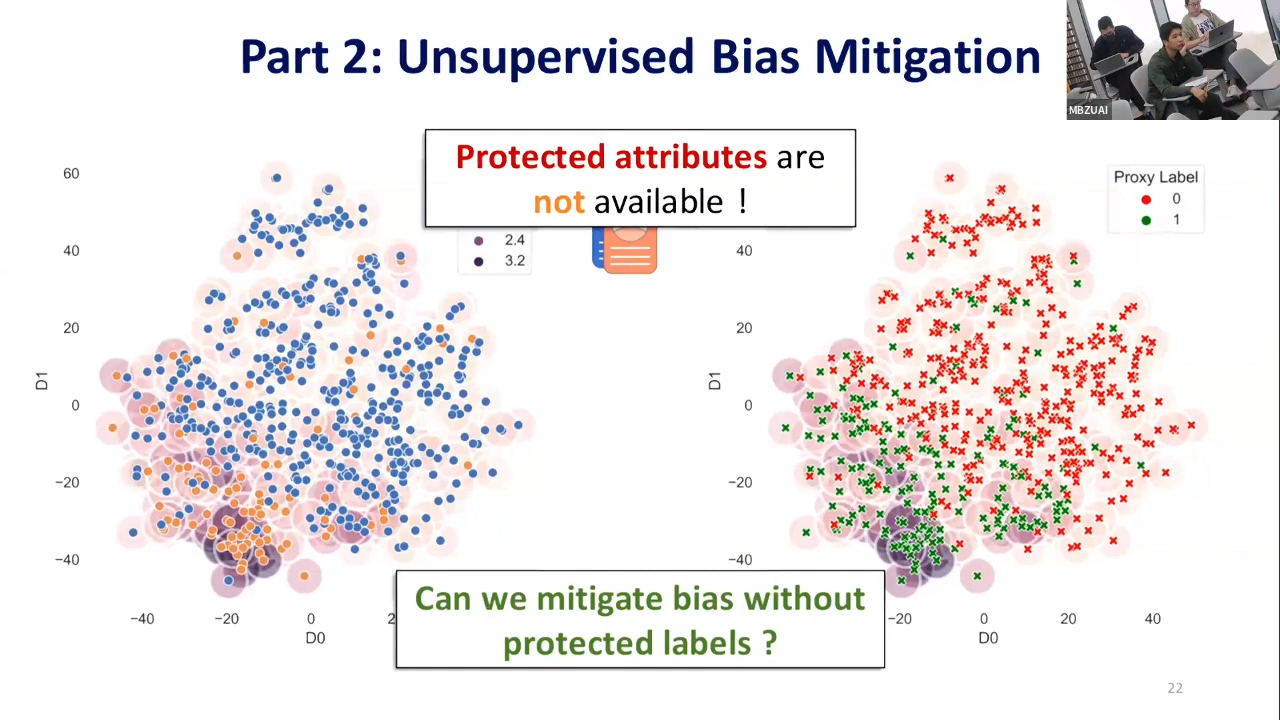 Part 2: Unsupervised Bias Mitigation
MBZUAI
Protected attributes are
not available !
60
40
20
0
−20
−40
D1
−40
−20
0
2
D0
2.4
3.2
40
20
0
−20
−40
D1
−20
0
20
40
D0
Proxy Label
0
1
Can we mitigate bias without
protected labels ?
22